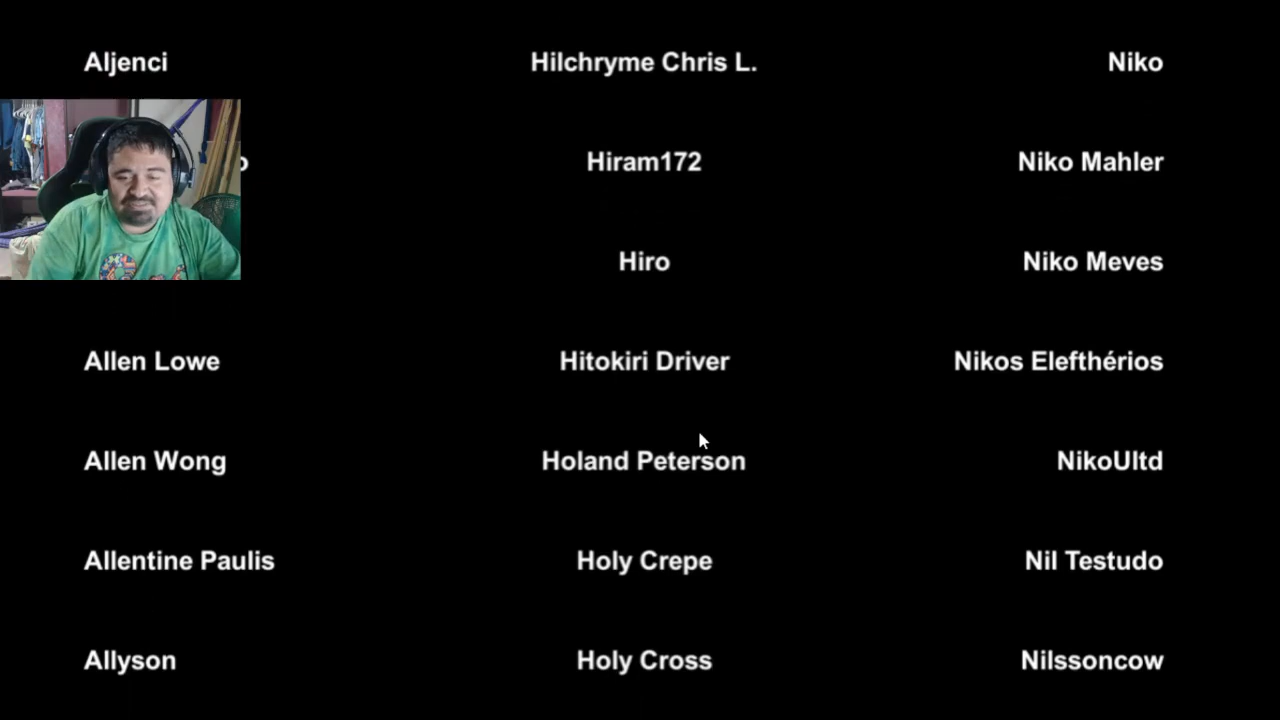 Aljenci
Hilchryme Chris L.
Niko
Hiram172
Niko Mahler
Hiro
Niko Meves
Allen Lowe
Hitokiri Driver
Nikos Elefthérios
Allen Wong
Holand Peterson
NikoUltd
Allentine Paulis
Holy Crepe
Nil Testudo
Allyson
Holy Cross
Nilssoncow